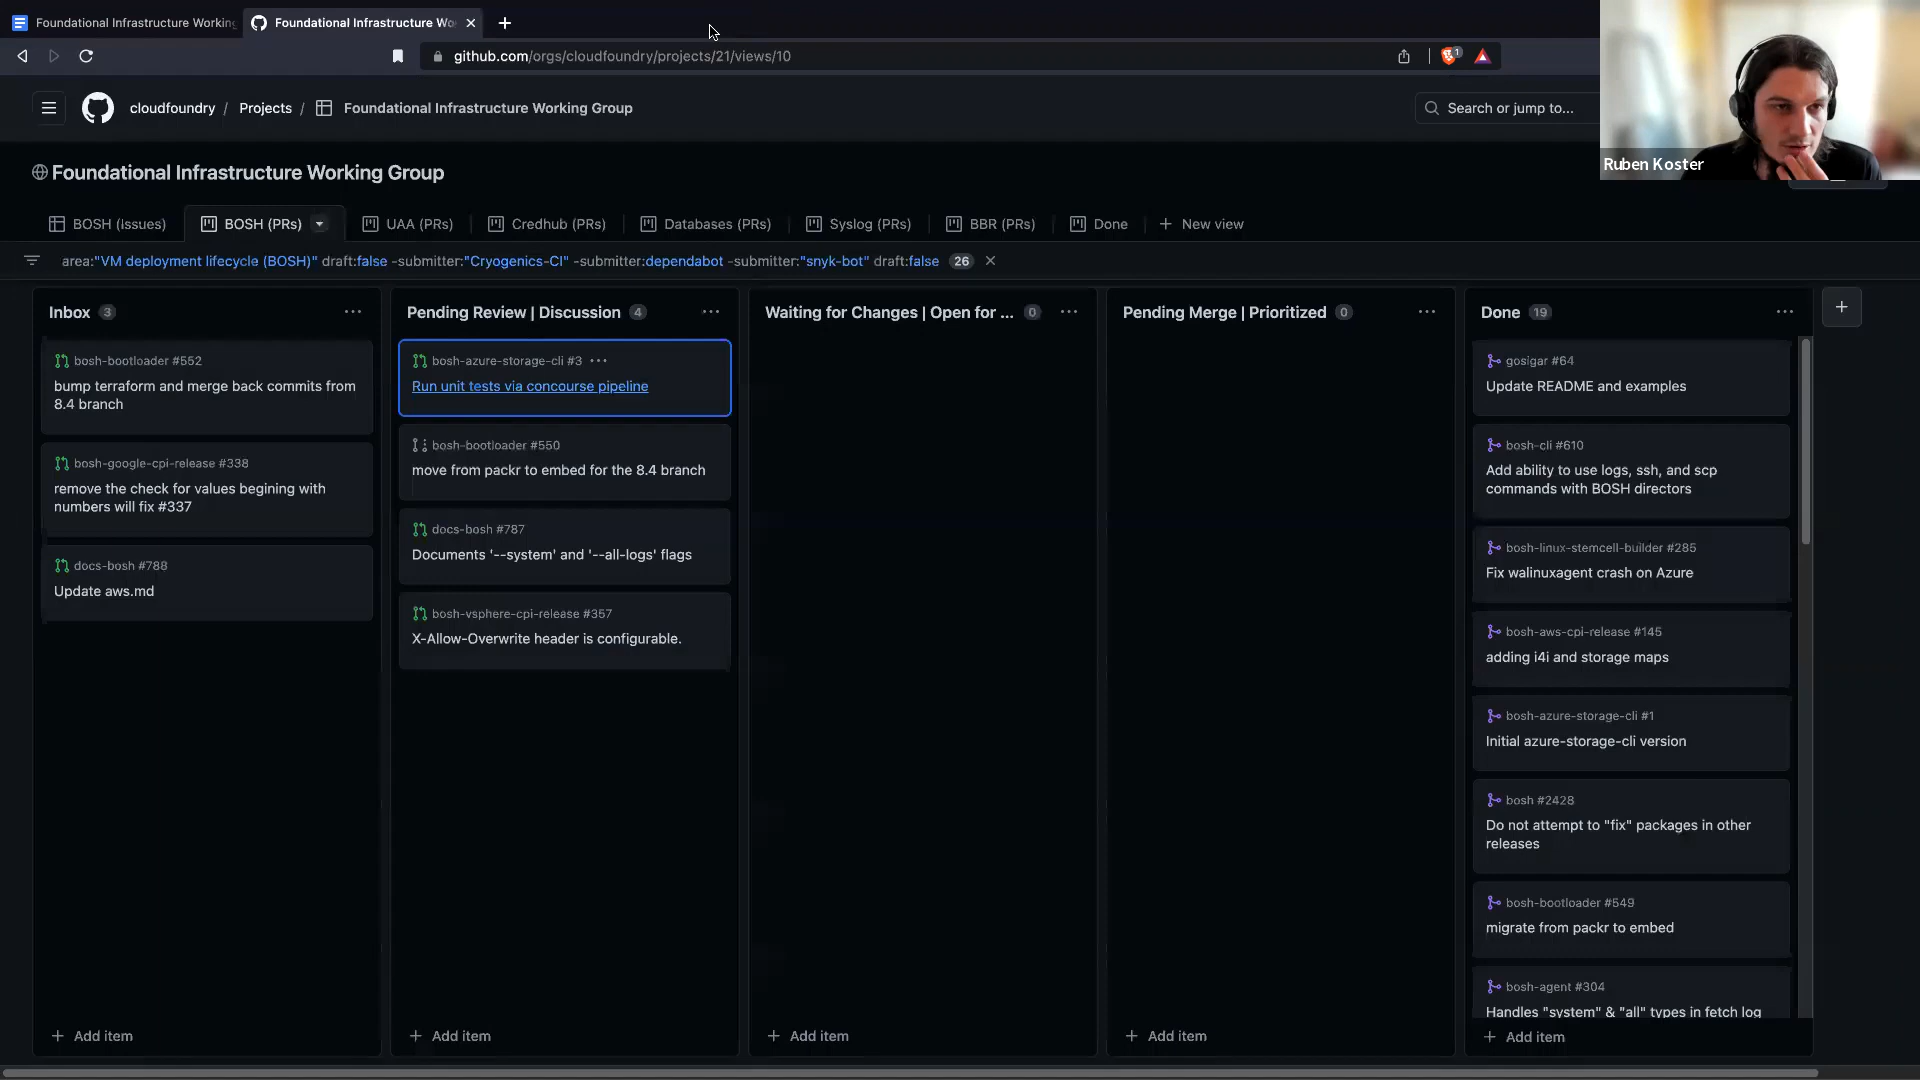 Foundational Infrastructure Working
Foundational Infrastructure Wo
github.com/orgs/cloudfoundry/projects/21/views/10
1
cloudfoundry / Projects / Foundational Infrastructure Working Group
Search or jump to...
Ruben Koster
Foundational Infrastructure Working Group
BOSH (Issues)
BOSH (PRs)
UAA (PRs)
Credhub (PRs)
Databases (PRs)
Syslog (PRs)
BBR (PRs)
Done
New view
area:"VM deployment lifecycle (BOSH)" draft:false -submitter:"Cryogenics-CI" -submitter:dependabot -submitter:"snyk-bot" draft:false 26
Inbox 3
bosh-bootloader #552
bump terraform and merge back commits from
8.4 branch
bosh-google-cpi-release #338
remove the check for values begining with
numbers will fix #337
docs-bosh #788
Update aws.md
Add item
Pending Review | Discussion 4
bosh-azure-storage-cli #3
Run unit tests via concourse pipeline
bosh-bootloader #550
move from packr to embed for the 8.4 branch
docs-bosh #787
Documents '--system' and '--all-logs' flags
bosh-vsphere-cpi-release #357
X-Allow-Overwrite header is configurable.
Add item
Waiting for Changes | Open for ... 0
Add item
Pending Merge | Prioritized 0
Add item
Done 19
gosigar #64
Update README and examples
bosh-cli #610
Add ability to use logs, ssh, and scp
commands with BOSH directors
bosh-linux-stemcell-builder #285
Fix walinuxagent crash on Azure
bosh-aws-cpi-release #145
adding i4i and storage maps
bosh-azure-storage-cli #1
Initial azure-storage-cli version
bosh #2428
Do not attempt to "fix" packages in other
releases
bosh-bootloader #549
migrate from packr to embed
bosh-agent #304
Handles "system" & "all" types in fetch log
Add item